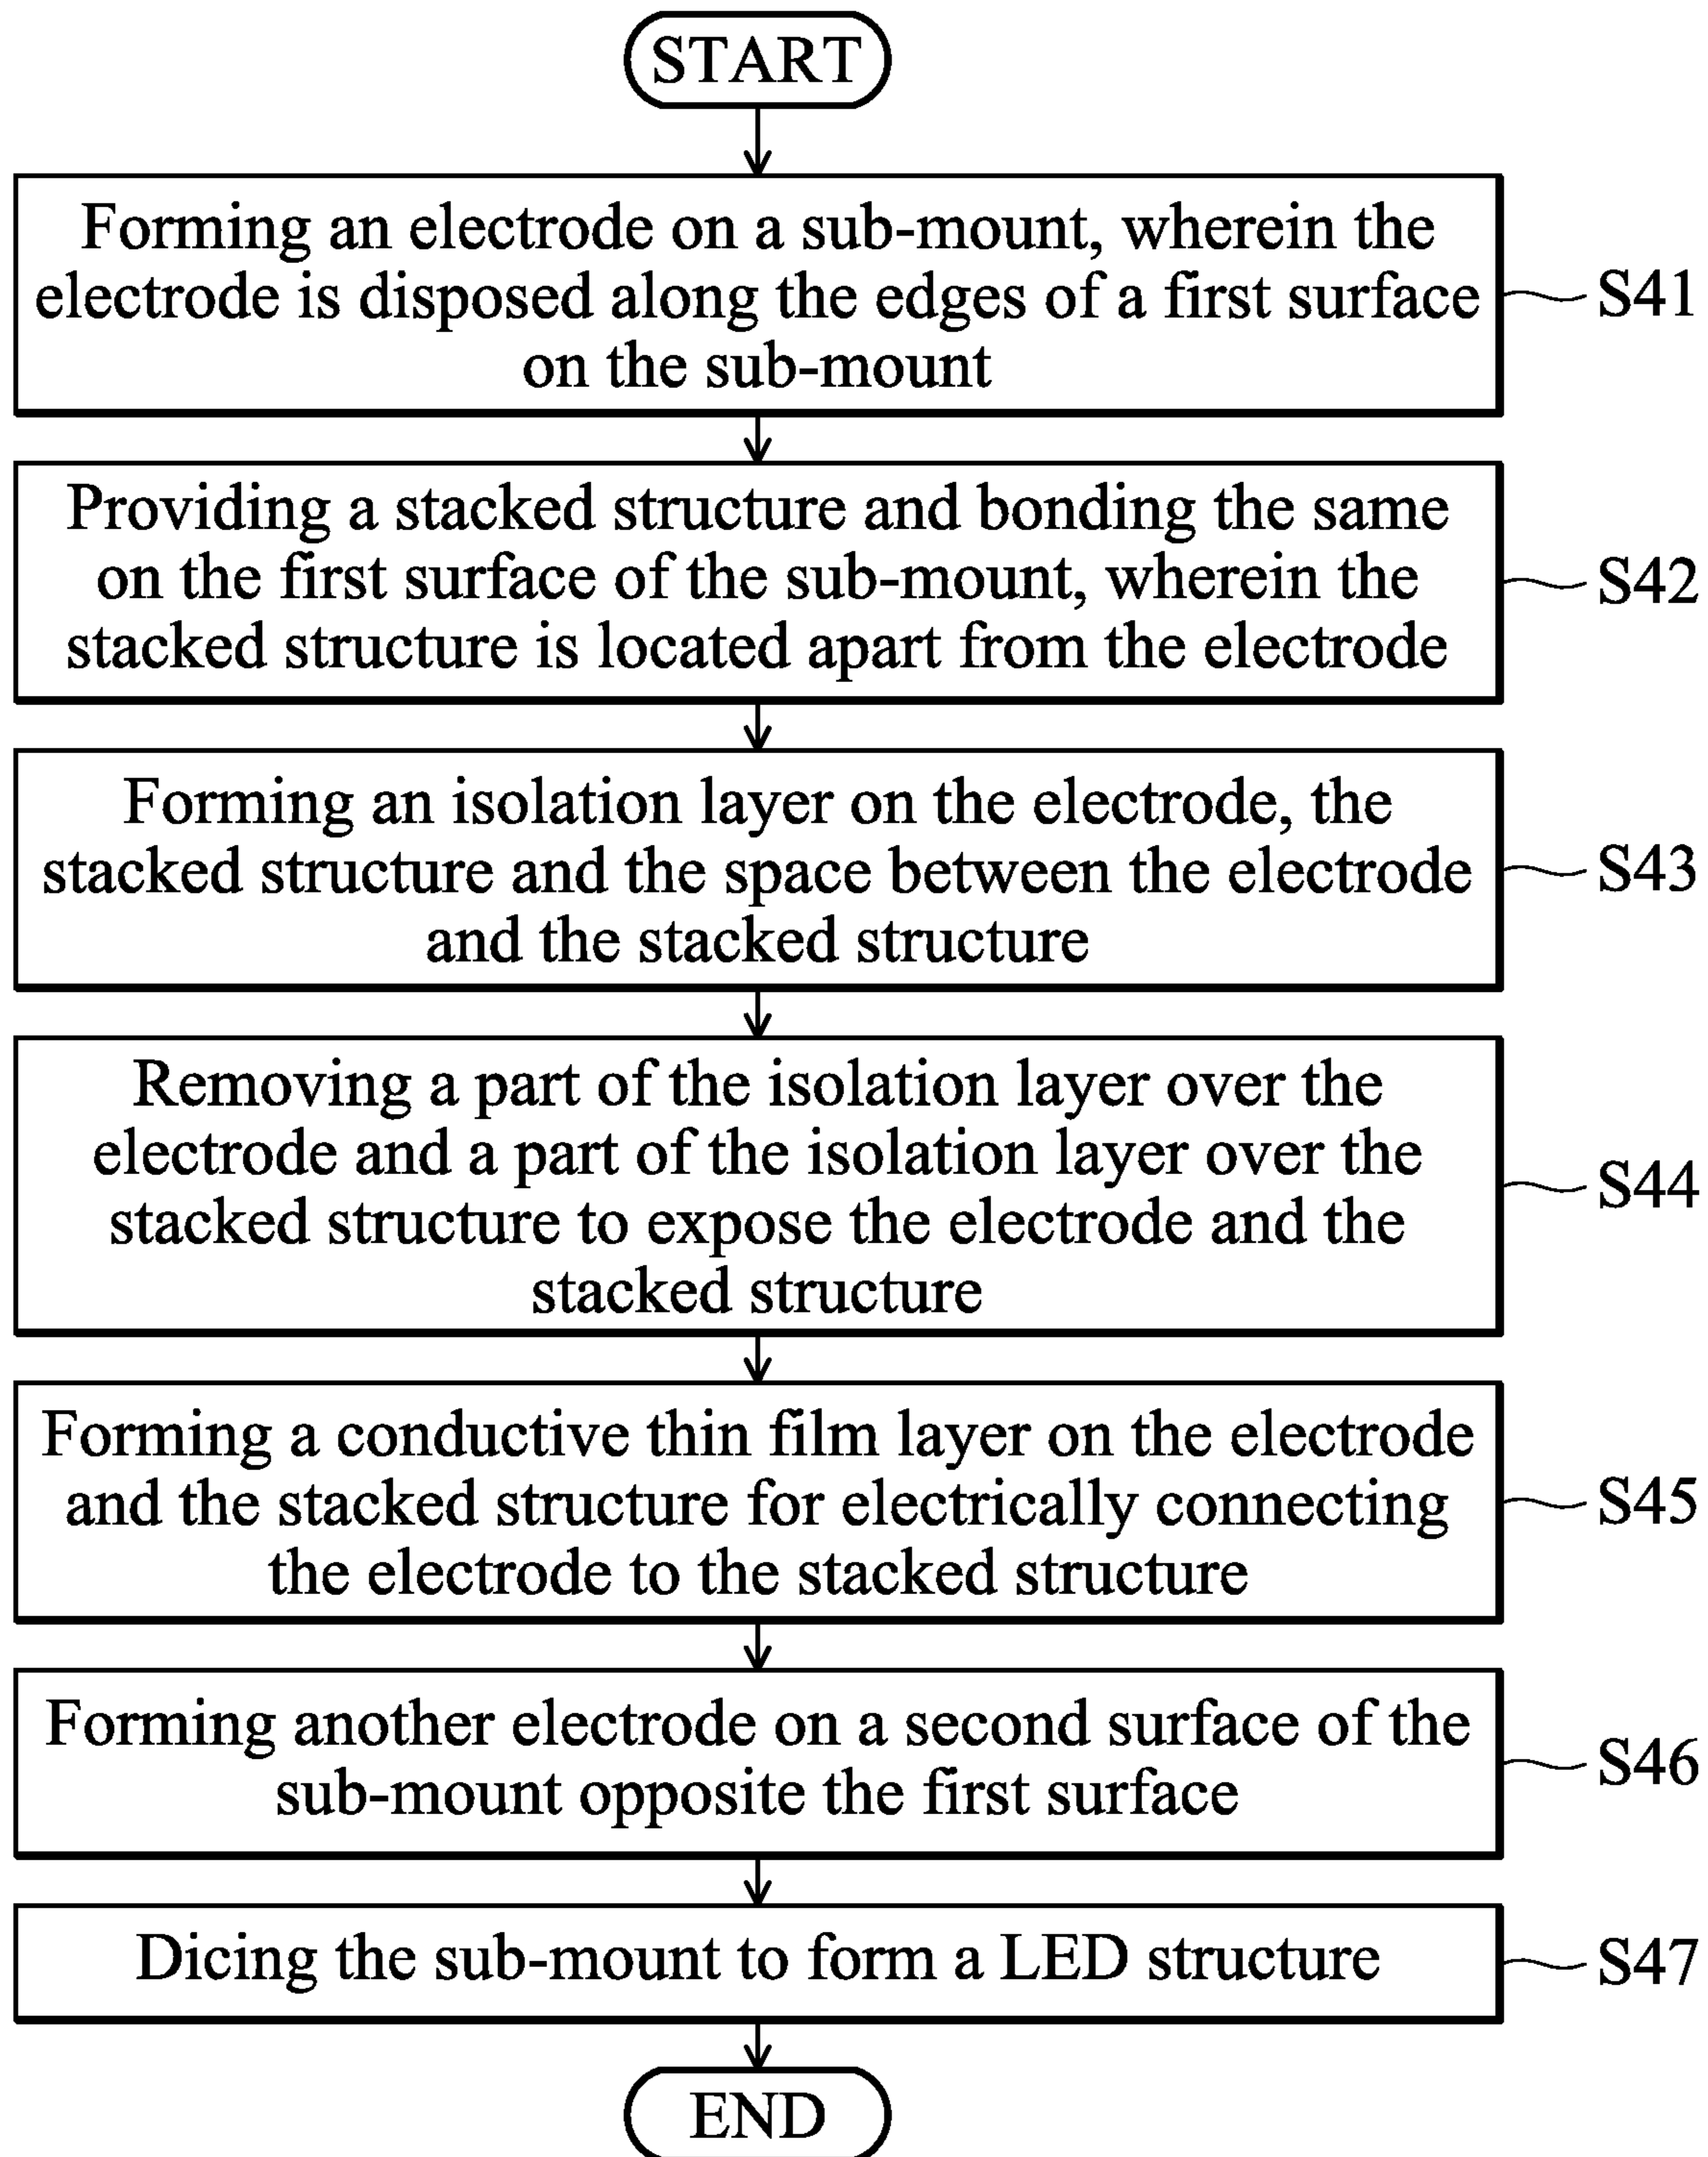 START
Forming an electrode on a sub-mount, wherein the
electrode is disposed along the edges of a first surface
on the sub-mount
S41
Providing a stacked structure and bonding the same
on the first surface of the sub-mount, wherein the
stacked structure is located apart from the electrode
S42
Forming an isolation layer on the electrode, the
stacked structure and the space between the electrode
and the stacked structure
S43
Removing a part of the isolation layer over the
electrode and a part of the isolation layer over the
stacked structure to expose the electrode and the
stacked structure
S44
Forming a conductive thin film layer on the electrode
and the stacked structure for electrically connecting
the electrode to the stacked structure
S45
Forming another electrode on a second surface of the
sub-mount opposite the first surface
S46
Dicing the sub-mount to form a LED structure
S47
END